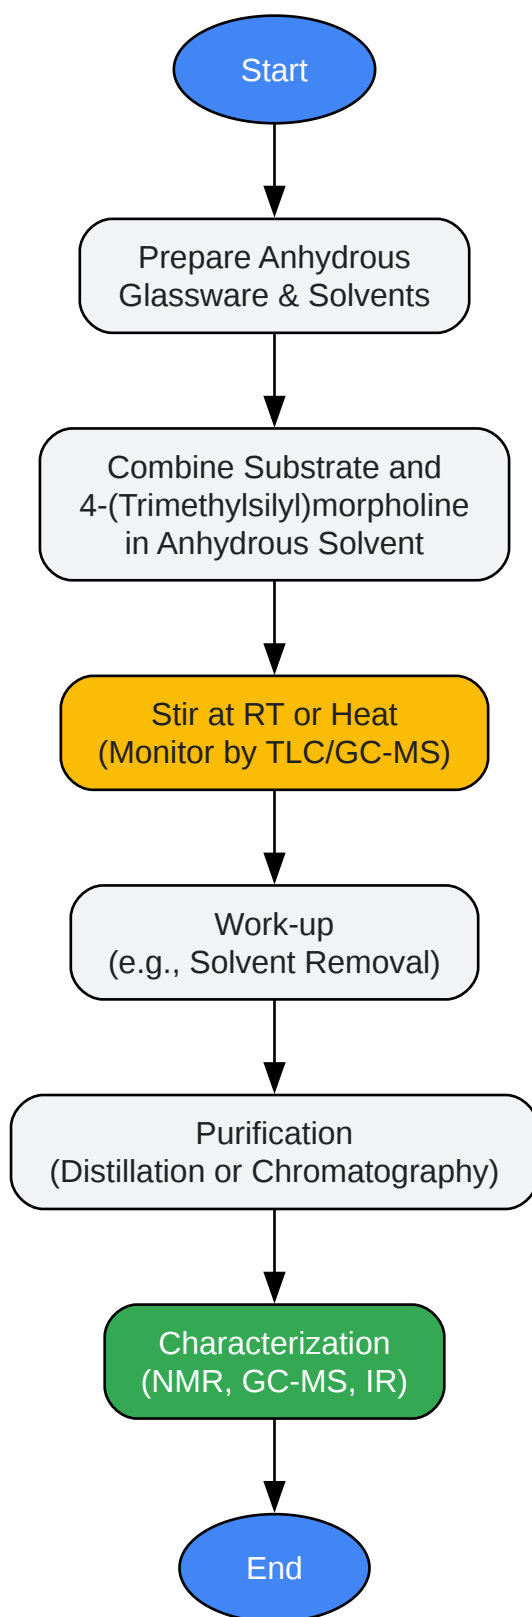 Start
Prepare Anhydrous
Glassware & Solvents
Combine Substrate and
4-(Trimethylsilyl)morpholine
in Anhydrous Solvent
Stir at RT or Heat
(Monitor by TLC/GC-MS)
Work-up
(e.g., Solvent Removal)
Purification
(Distillation or Chromatography)
Characterization
(NMR, GC-MS, IR)
End